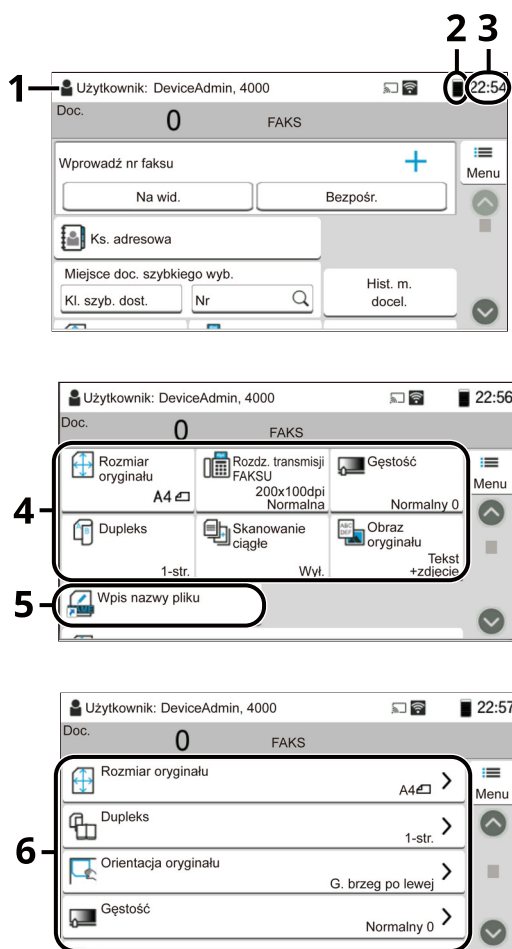 2 3
1
Użytkownik: DeviceAdmin, 4000 22:54
Doc. 0 FAKS
Wprowadź nr faksu +
Menu
Na wid. Bezpośr.
Ks. adresowa
Miejsce doc. szybkiego wyb.
Hist. m.
docel.
Kl. szyb. dost. Nr
Użytkownik: DeviceAdmin, 4000 22:56
Doc. 0 FAKS
4
Rozmiar
oryginału
A4
Rozdz. transmisji
FAKSU
200x100dpi
Normalna
Gęstość
Normalny 0
Menu
Dupleks
1-str.
Skanowanie
ciągłe
Wył.
ABC
DEF
Obraz
oryginału
Tekst
+zdjęcie
5
Wpis nazwy pliku
Użytkownik: DeviceAdmin, 4000 22:57
Doc. 0 FAKS
6
Rozmiar oryginału
A4
Menu
Dupleks
1-str.
Orientacja oryginału
G. brzeg po lewej
Gęstość
Normalny 0